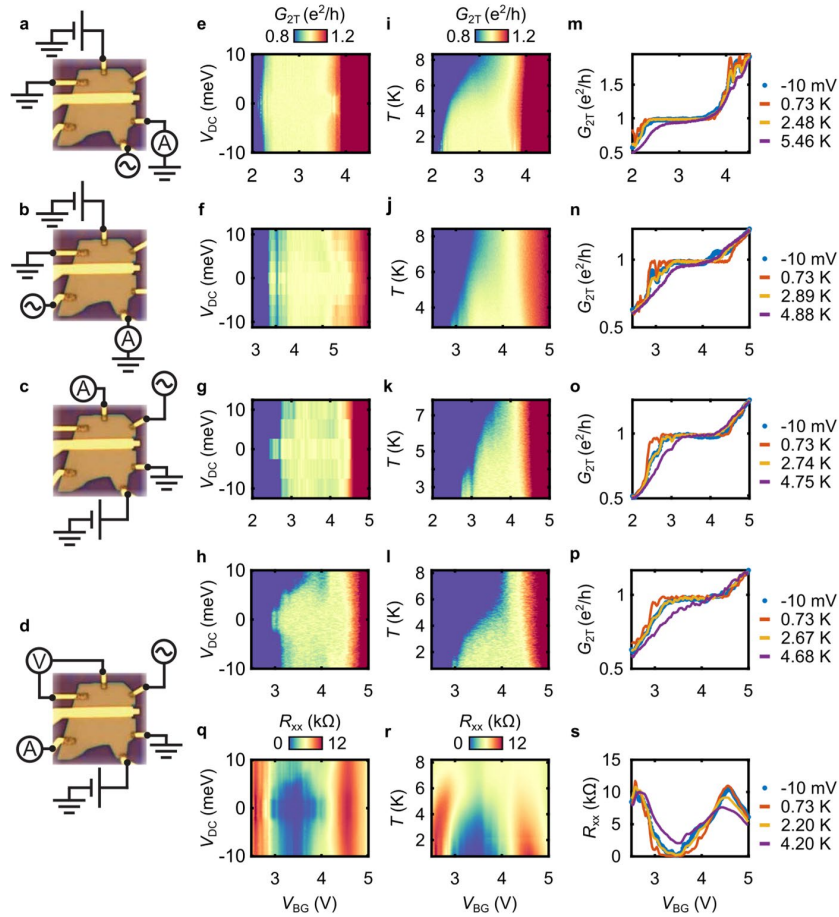 a
e
G2T (e²/h)
0.8 1.2
i
G2T (e²/h)
0.8 1.2
m
A
VDC (meV)
10
0
-10
2 3 4
T (K)
8
6
4
2
2 3 4
G2T (e²/h)
1.5
1
0.5
2 4
-10 mV
0.73 K
2.48 K
5.46 K
b
f
j
n
A
VDC (meV)
10
0
-10
3 4 5
T (K)
8
6
4
3 4 5
G2T (e²/h)
1
0.5
3 4 5
-10 mV
0.73 K
2.89 K
4.88 K
c
g
k
o
A
VDC (meV)
10
0
-10
2 3 4 5
T (K)
6
4
2 3 4 5
G2T (e²/h)
1
0.5
2 3 4 5
-10 mV
0.73 K
2.74 K
4.75 K
d
h
l
p
V
A
VDC (meV)
10
0
-10
3 4 5
T (K)
8
6
4
2
3 4 5
G2T (e²/h)
1
0.5
3 4 5
-10 mV
0.73 K
2.67 K
4.68 K
q
Rxx (kΩ)
0 12
r
Rxx (kΩ)
0 12
s
VDC (meV)
10
0
-10
3 4 5
VBG (V)
T (K)
8
6
4
2
3 4 5
VBG (V)
Rxx (kΩ)
15
10
5
0
3 4 5
VBG (V)
-10 mV
0.73 K
2.20 K
4.20 K